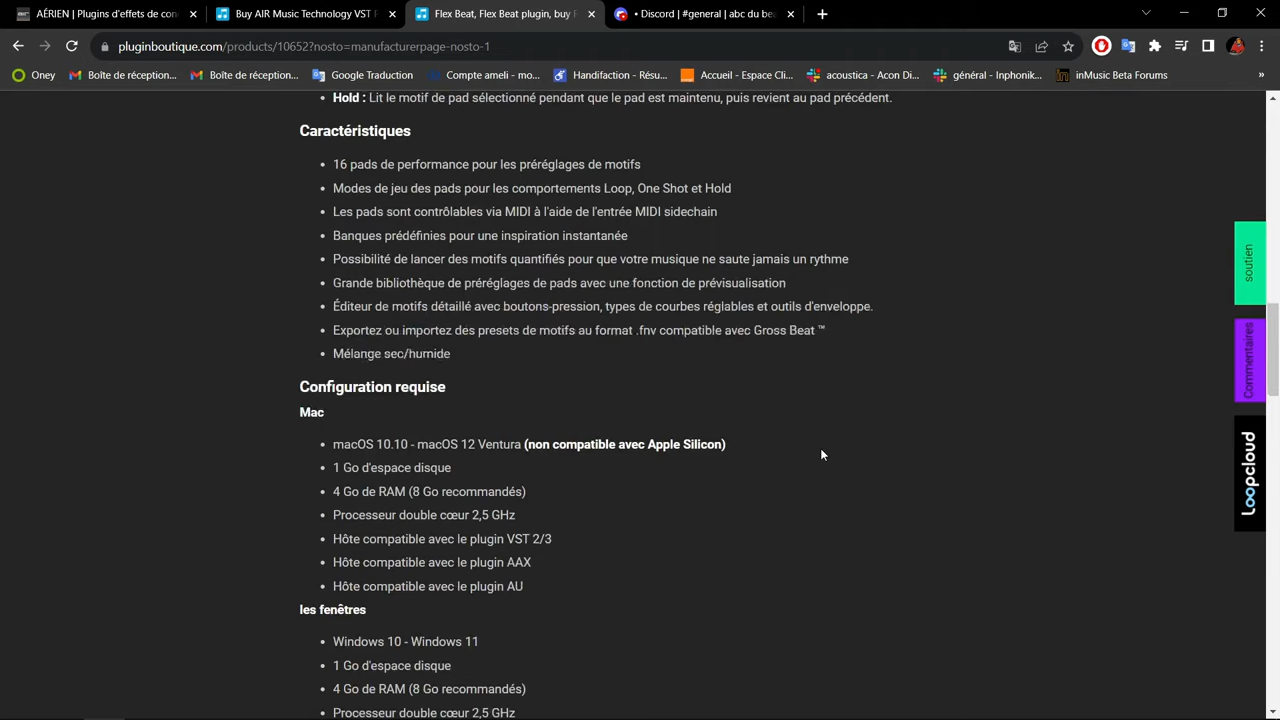 AÉRIEN | Plugins d'effets de con
Buy AIR Music Technology VST P
Flex Beat, Flex Beat plugin, buy F
• Discord | #general | abc du bea
pluginboutique.com/products/10652?nosto=manufacturerpage-nosto-1
Oney
Boîte de réception...
Boîte de réception...
Google Traduction
Compte ameli - mo...
Handifaction - Résu...
Accueil - Espace Cli...
acoustica - Acon Di...
général - Inphonik...
inMusic Beta Forums
»
• Hold : Lit le motif de pad sélectionné pendant que le pad est maintenu, puis revient au pad précédent.
Caractéristiques
• 16 pads de performance pour les préréglages de motifs
• Modes de jeu des pads pour les comportements Loop, One Shot et Hold
• Les pads sont contrôlables via MIDI à l'aide de l'entrée MIDI sidechain
• Banques prédéfinies pour une inspiration instantanée
• Possibilité de lancer des motifs quantifiés pour que votre musique ne saute jamais un rythme
• Grande bibliothèque de préréglages de pads avec une fonction de prévisualisation
• Éditeur de motifs détaillé avec boutons-pression, types de courbes réglables et outils d'enveloppe.
• Exportez ou importez des presets de motifs au format .fnv compatible avec Gross Beat ™
• Mélange sec/humide
Configuration requise
Mac
• macOS 10.10 - macOS 12 Ventura (non compatible avec Apple Silicon)
• 1 Go d'espace disque
• 4 Go de RAM (8 Go recommandés)
• Processeur double cœur 2,5 GHz
• Hôte compatible avec le plugin VST 2/3
• Hôte compatible avec le plugin AAX
• Hôte compatible avec le plugin AU
les fenêtres
• Windows 10 - Windows 11
• 1 Go d'espace disque
• 4 Go de RAM (8 Go recommandés)
• Processeur double cœur 2,5 GHz
soutien
Commentaires
loopcloud